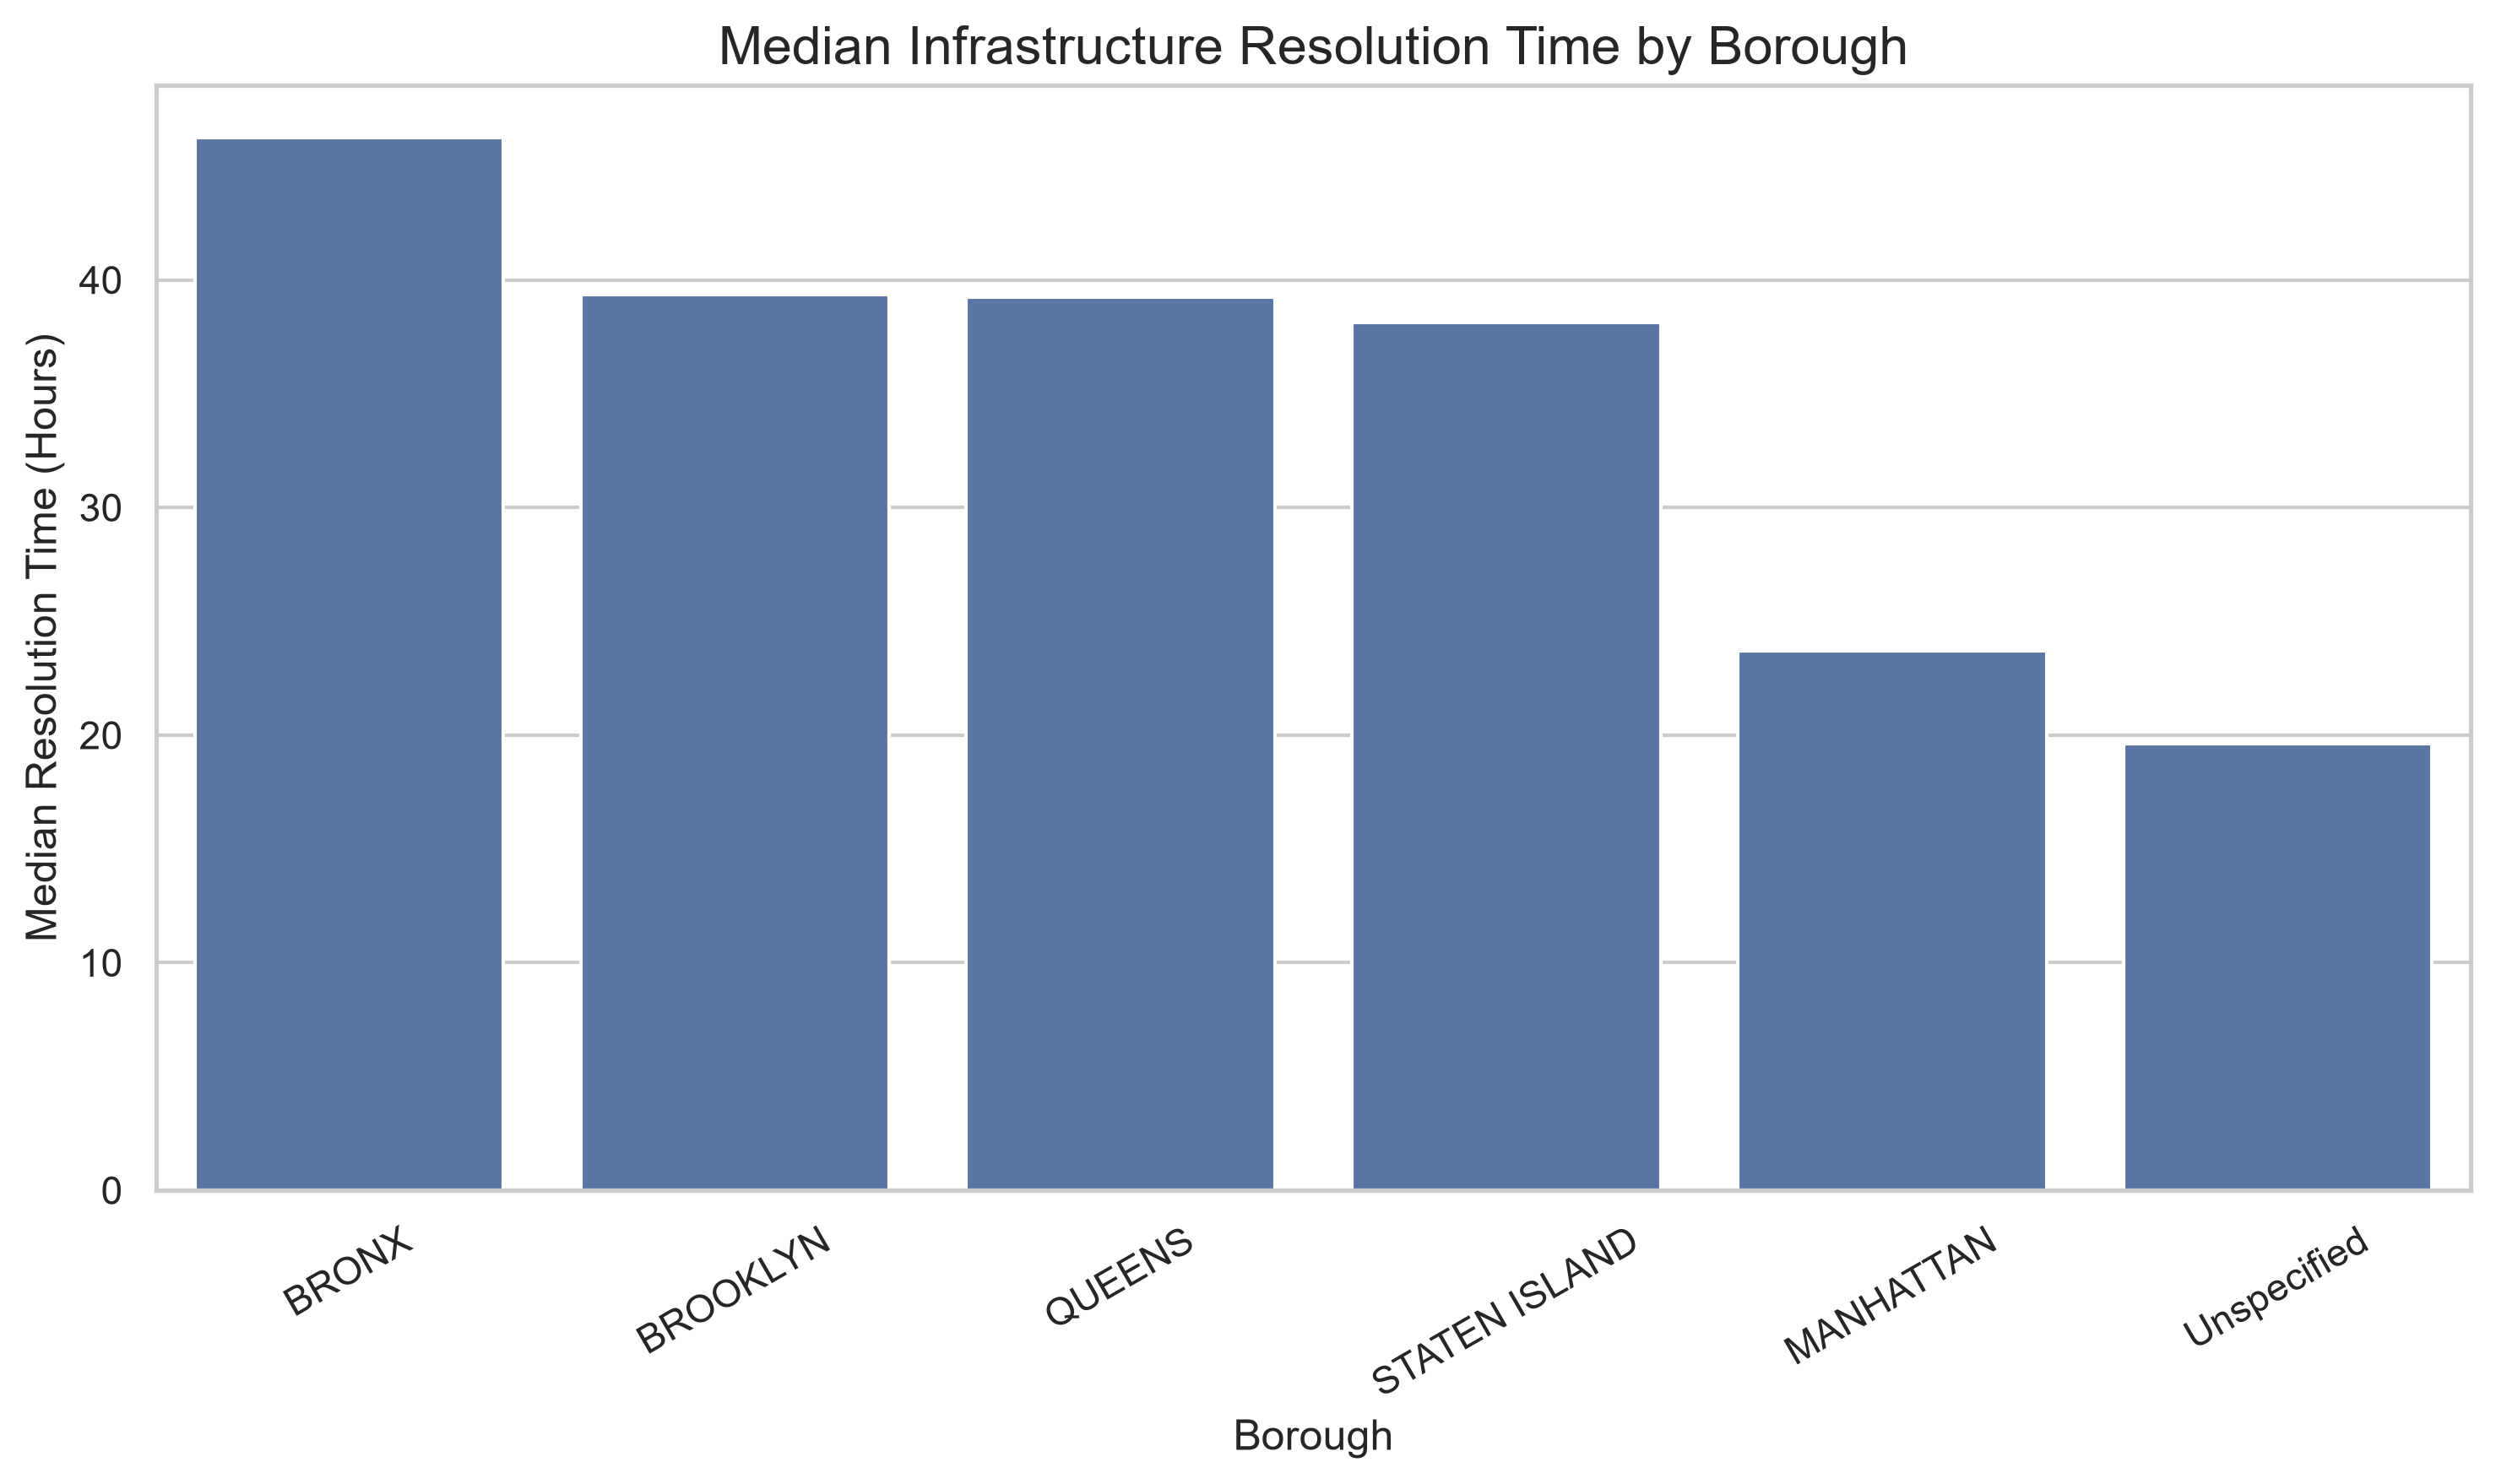 Median Infrastructure Resolution Time by Borough
Median Resolution Time (Hours)
40
30
20
10
0
BRONX
BROOKLYN
QUEENS
STATEN ISLAND
MANHATTAN
Unspecified
Borough